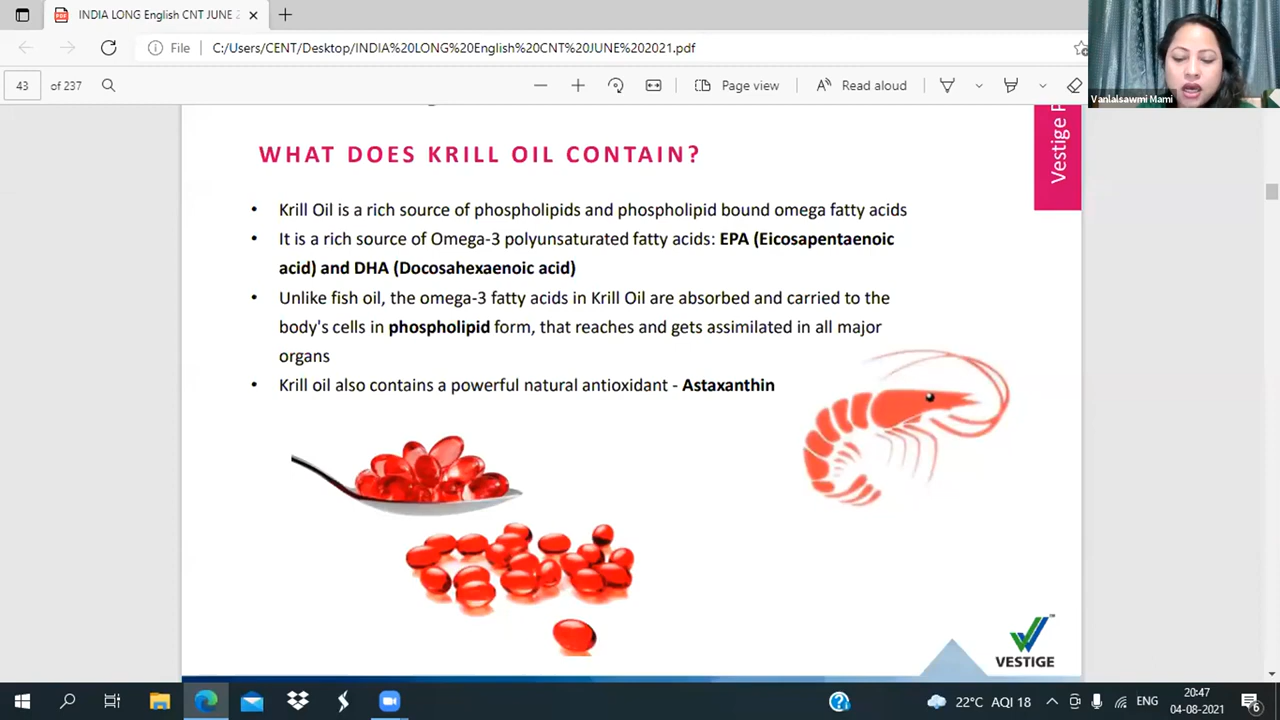 INDIA LONG English CNT JUNE 2
File C:/Users/CENT/Desktop/INDIA%20LONG%20English%20CNT%20JUNE%202021.pdf
43 of 237 Page view Read aloud
Vanlalsawmi Mami
Vestige
WHAT DOES KRILL OIL CONTAIN?
• Krill Oil is a rich source of phospholipids and phospholipid bound omega fatty acids
• It is a rich source of Omega-3 polyunsaturated fatty acids: EPA (Eicosapentaenoic
acid) and DHA (Docosahexaenoic acid)
• Unlike fish oil, the omega-3 fatty acids in Krill Oil are absorbed and carried to the
body's cells in phospholipid form, that reaches and gets assimilated in all major
organs
• Krill oil also contains a powerful natural antioxidant - Astaxanthin
VESTIGE
22°C AQI 18 ENG 20:47
04-08-2021 6